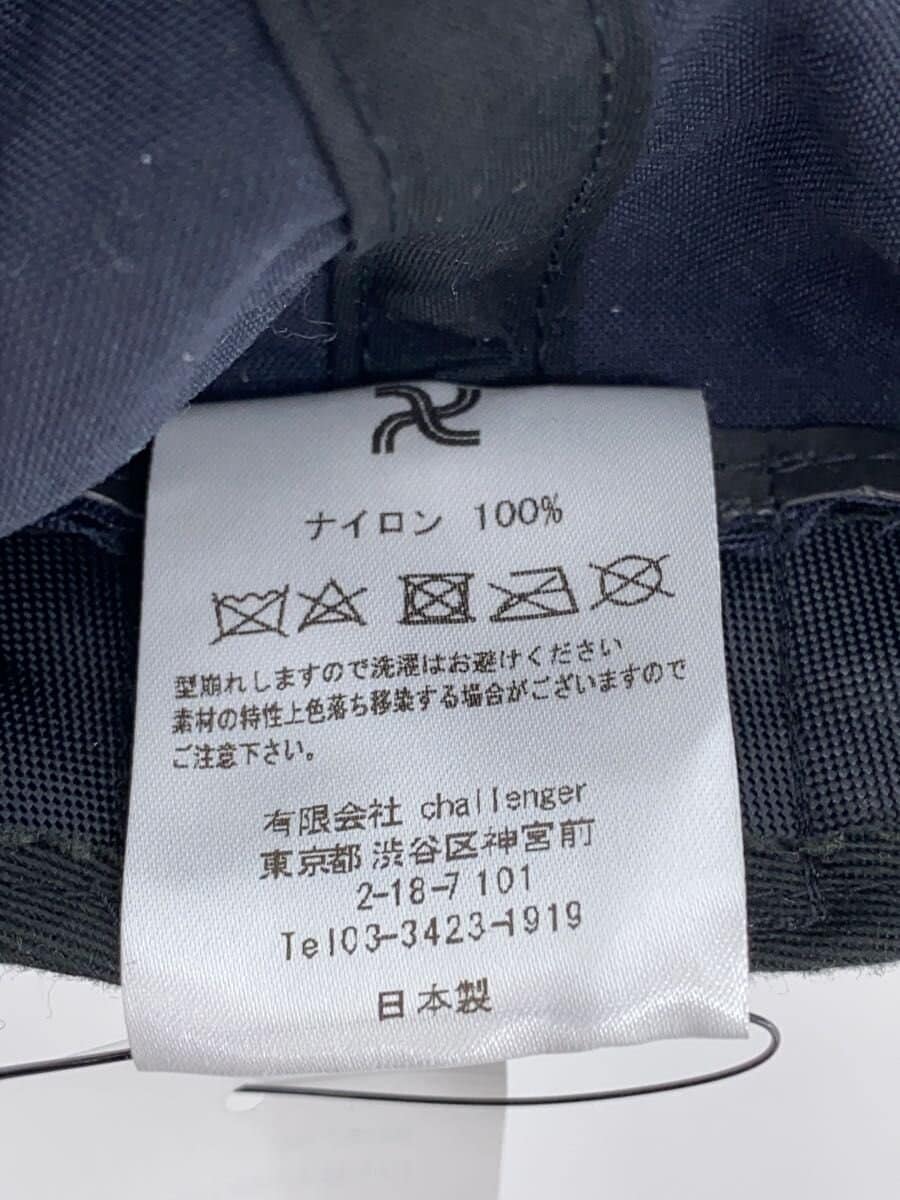 ナイロン 100%
型崩れしますので洗濯はお避けください
素材の特性上色落ち移染する場合がございますので
ご注意下さい。
有限会社 challenger
東京都渋谷区神宮前
2-18-7 101
Tel03-3423-1919
日本製